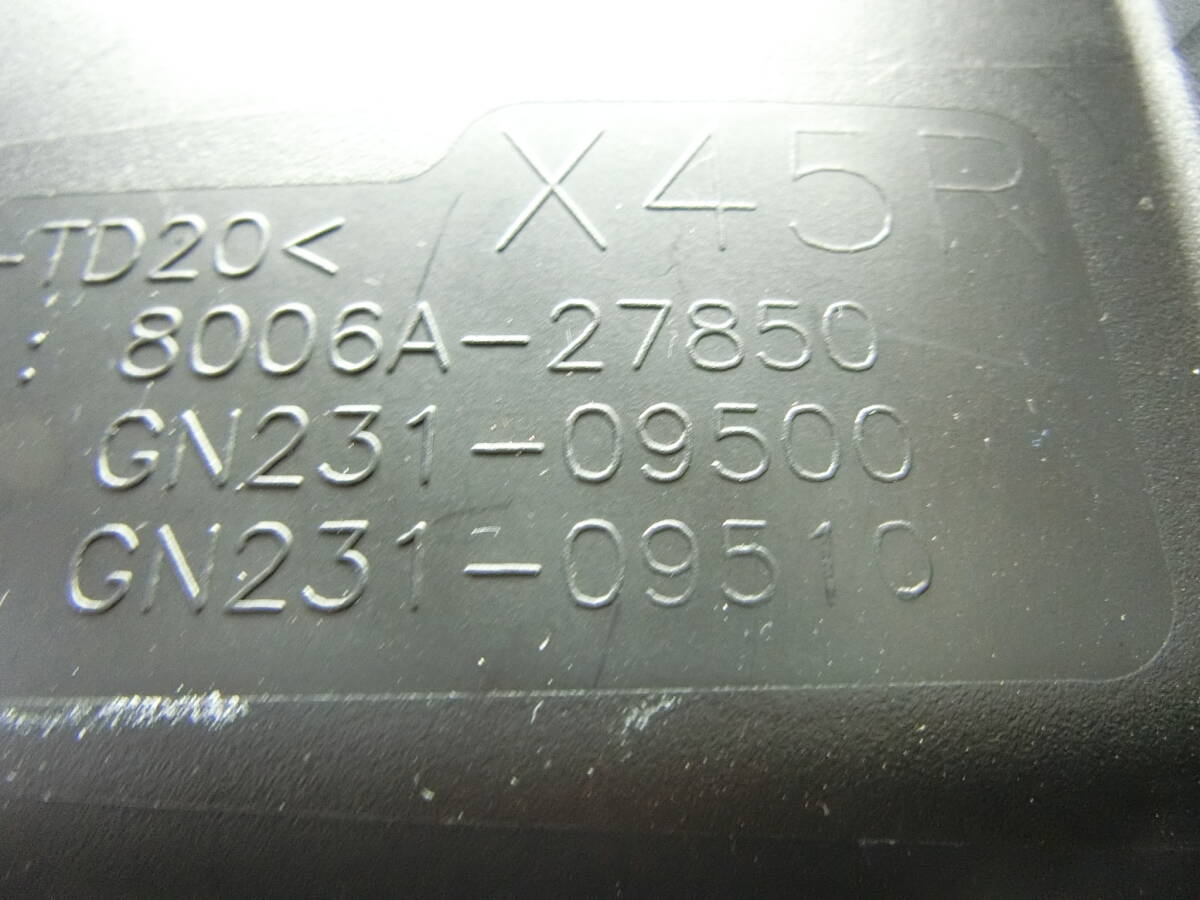 X45R
-TD20<
: 8006A-27850
GN231-09500
GN231-09510